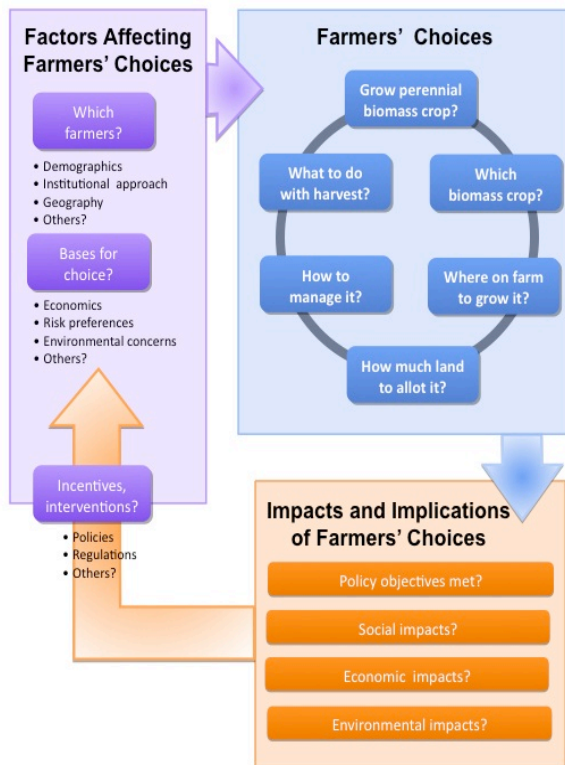 Factors Affecting
Farmers' Choices
Which
farmers?
• Demographics
• Institutional approach
• Geography
• Others?
Bases for
choice?
• Economics
• Risk preferences
• Environmental concerns
• Others?
Incentives,
interventions?
• Policies
• Regulations
• Others?
Farmers' Choices
Grow perennial
biomass crop?
Which
biomass crop?
Where on farm
to grow it?
How much land
to allot it?
How to
manage it?
What to do
with harvest?
Impacts and Implications
of Farmers' Choices
Policy objectives met?
Social impacts?
Economic impacts?
Environmental impacts?